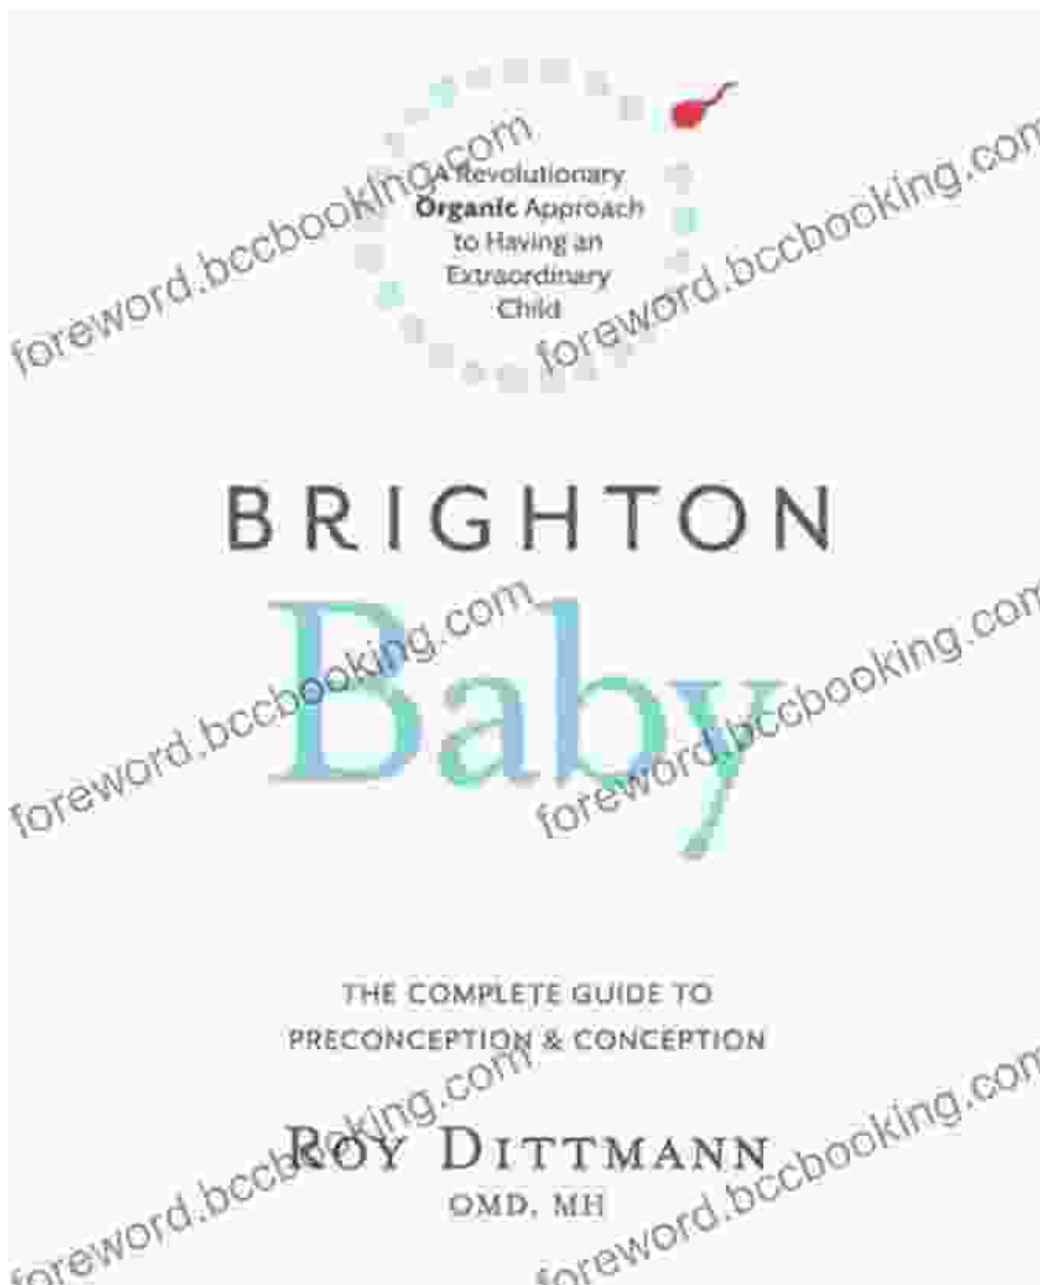 A Revolutionary
Organic Approach
to Having an
Extraordinary
Child
BRIGHTON
Baby
THE COMPLETE GUIDE TO
PRECONCEPTION & CONCEPTION
ROY DITTMANN
OMD, MH
foreword.bccbooking.com
foreword.bccbooking.com
foreword.bccbooking.com
foreword.bccbooking.com
foreword.bccbooking.com
foreword.bccbooking.com